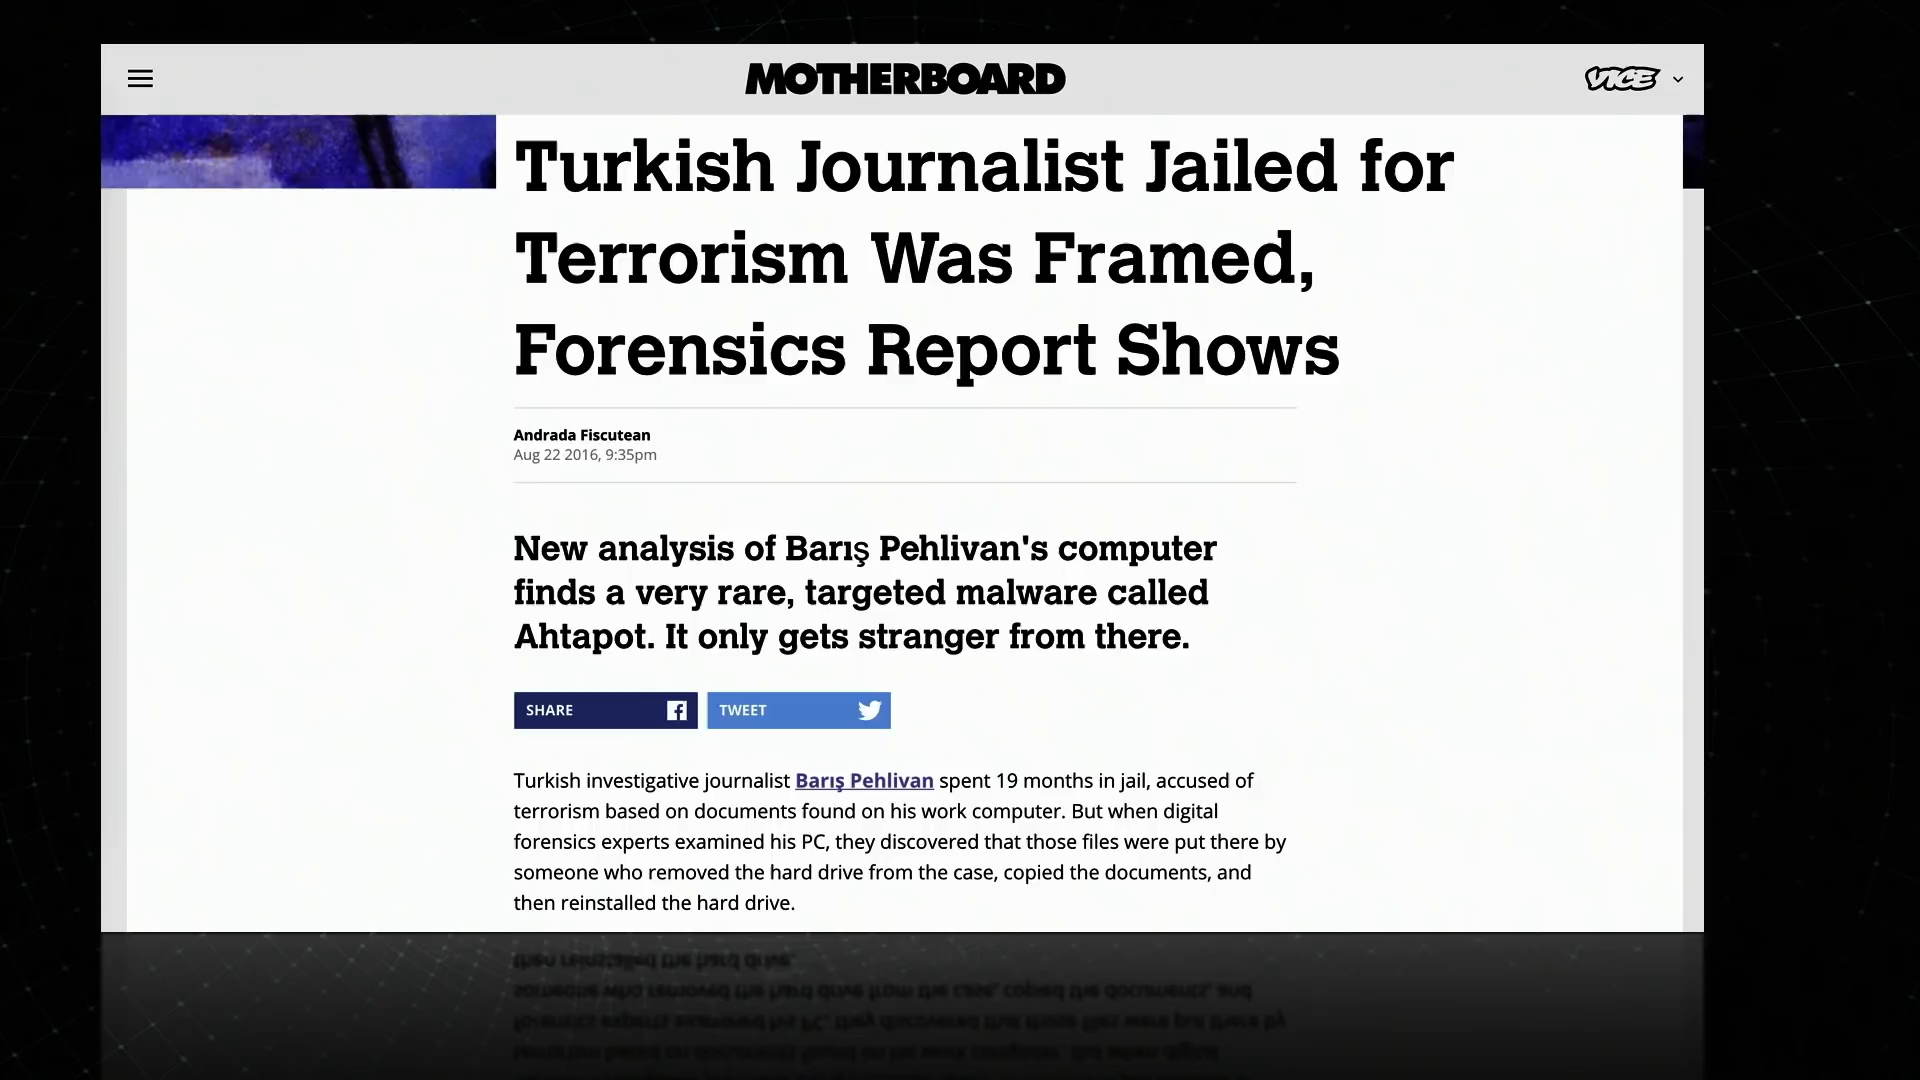 MOTHERBOARD
VICE
Turkish Journalist Jailed for
Terrorism Was Framed,
Forensics Report Shows
Andrada Fiscutean
Aug 22 2016, 9:35pm
New analysis of Barış Pehlivan's computer
finds a very rare, targeted malware called
Ahtapot. It only gets stranger from there.
SHARE
TWEET
Turkish investigative journalist Barış Pehlivan spent 19 months in jail, accused of
terrorism based on documents found on his work computer. But when digital
forensics experts examined his PC, they discovered that those files were put there by
someone who removed the hard drive from the case, copied the documents, and
then reinstalled the hard drive.